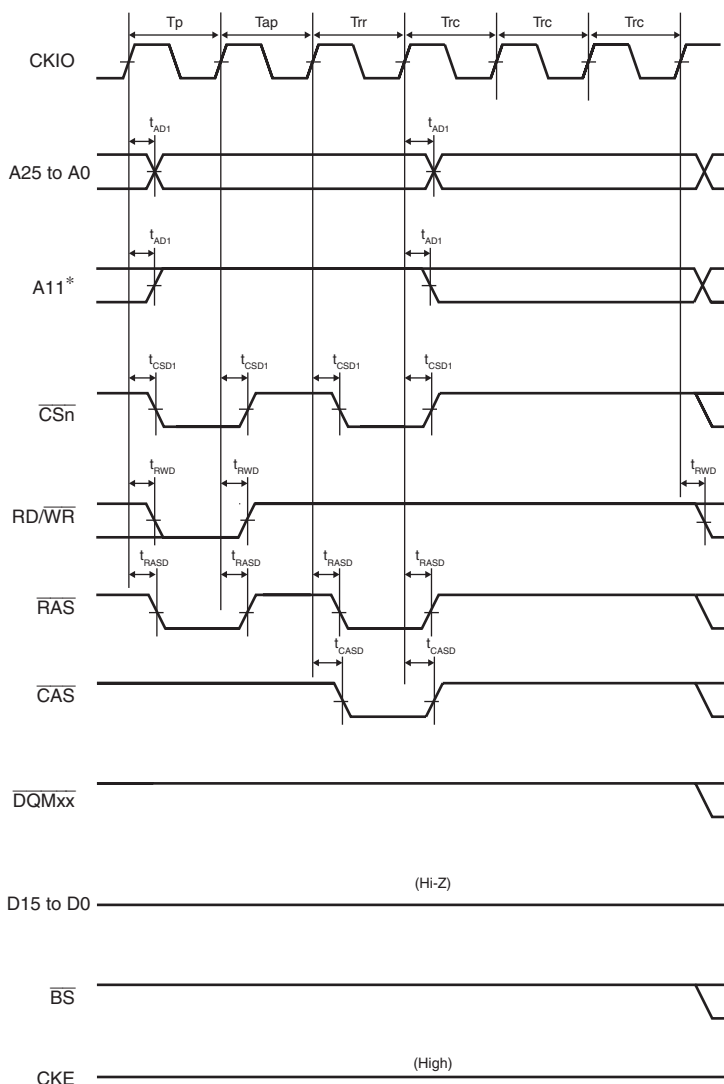 Tp Tap Trr Trc Trc Trc
CKIO
tAD1 tAD1
A25 to A0
tAD1 tAD1
A11*
tCSD1 tCSD1 tCSD1 tCSD1
CSn
tRWD tRWD tRWD
RD/WR
tRASD tRASD tRASD tRASD
RAS
tCASD tCASD
CAS
DQMxx
(Hi-Z)
D15 to D0
BS
(High)
CKE